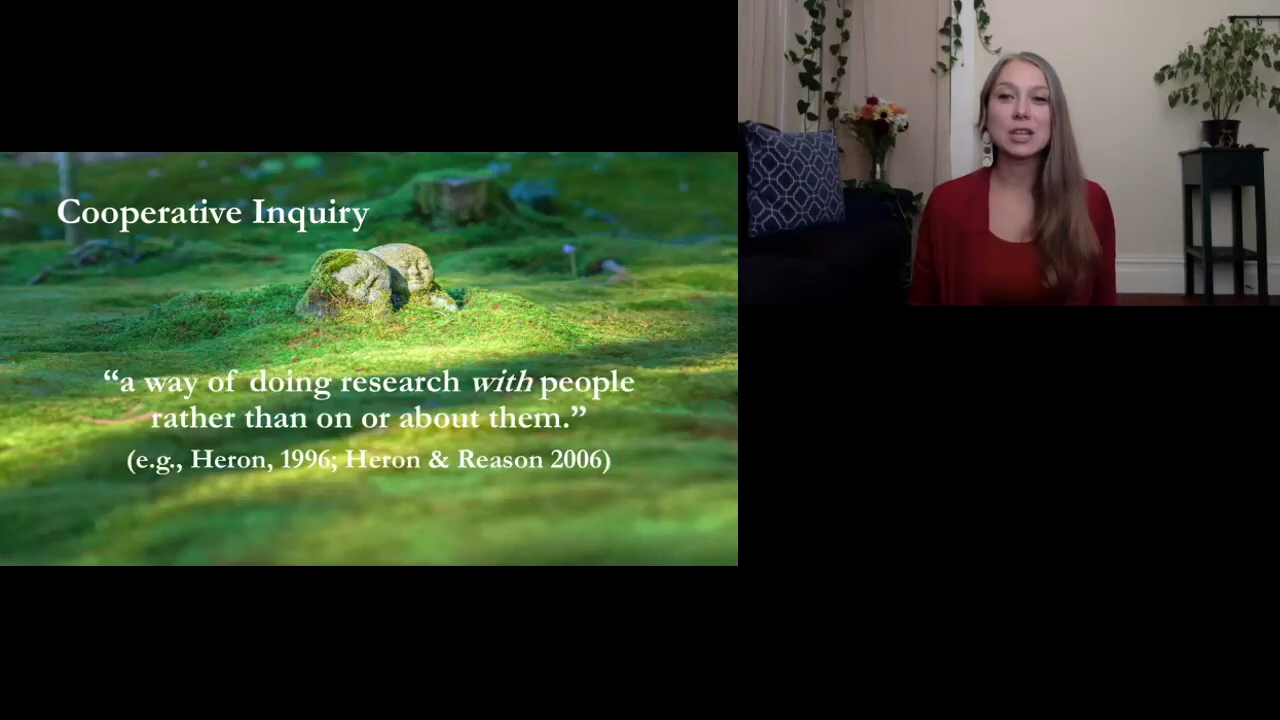 Cooperative Inquiry
“a way of doing research with people
rather than on or about them.”
(e.g., Heron, 1996; Heron & Reason 2006)